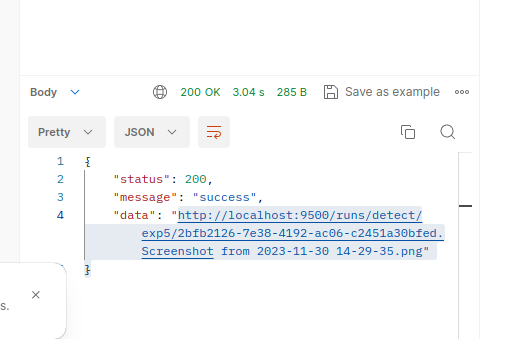 Body 200 OK 3.04 s 285 B Save as example
Pretty JSON
1 {
2 "status": 200,
3 "message": "success",
4 "data": "http://localhost:9500/runs/detect/
exp5/2bfb2126-7e38-4192-ac06-c2451a30bfed.
Screenshot from 2023-11-30 14-29-35.png"
}
s.